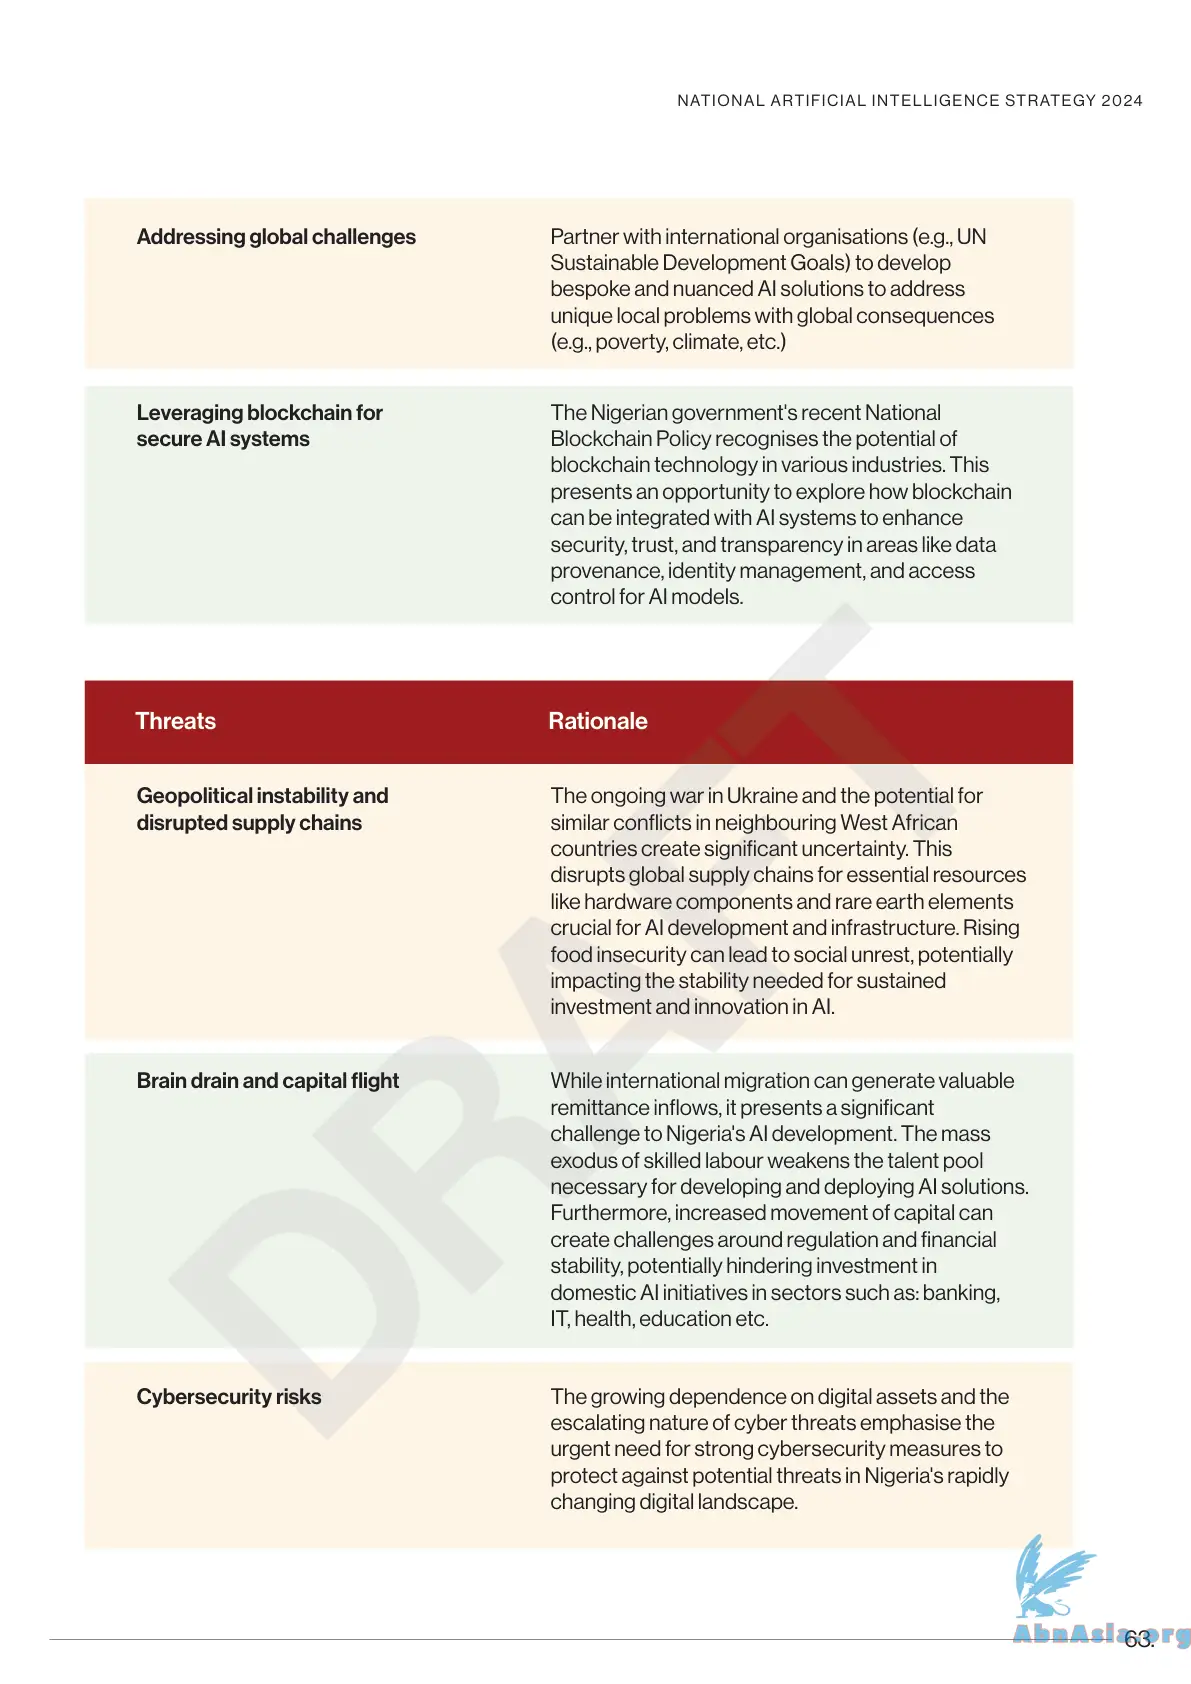 NATIONAL ARTIFICIAL INTELLIGENCE STRATEGY 2024
Addressing global challenges
Partner with international organisations (e.g., UN
Sustainable Development Goals) to develop
bespoke and nuanced AI solutions to address
unique local problems with global consequences
(e.g., poverty, climate, etc.)
Leveraging blockchain for
secure AI systems
The Nigerian government's recent National
Blockchain Policy recognises the potential of
blockchain technology in various industries. This
presents an opportunity to explore how blockchain
can be integrated with AI systems to enhance
security, trust, and transparency in areas like data
provenance, identity management, and access
control for AI models.
Threats
Rationale
Geopolitical instability and
disrupted supply chains
The ongoing war in Ukraine and the potential for
similar conflicts in neighbouring West African
countries create significant uncertainty. This
disrupts global supply chains for essential resources
like hardware components and rare earth elements
crucial for AI development and infrastructure. Rising
food insecurity can lead to social unrest, potentially
impacting the stability needed for sustained
investment and innovation in AI.
Brain drain and capital flight
While international migration can generate valuable
remittance inflows, it presents a significant
challenge to Nigeria's AI development. The mass
exodus of skilled labour weakens the talent pool
necessary for developing and deploying AI solutions.
Furthermore, increased movement of capital can
create challenges around regulation and financial
stability, potentially hindering investment in
domestic AI initiatives in sectors such as: banking,
IT, health, education etc.
Cybersecurity risks
The growing dependence on digital assets and the
escalating nature of cyber threats emphasise the
urgent need for strong cybersecurity measures to
protect against potential threats in Nigeria's rapidly
changing digital landscape.
DRAFT
AbnAsia.org
63.